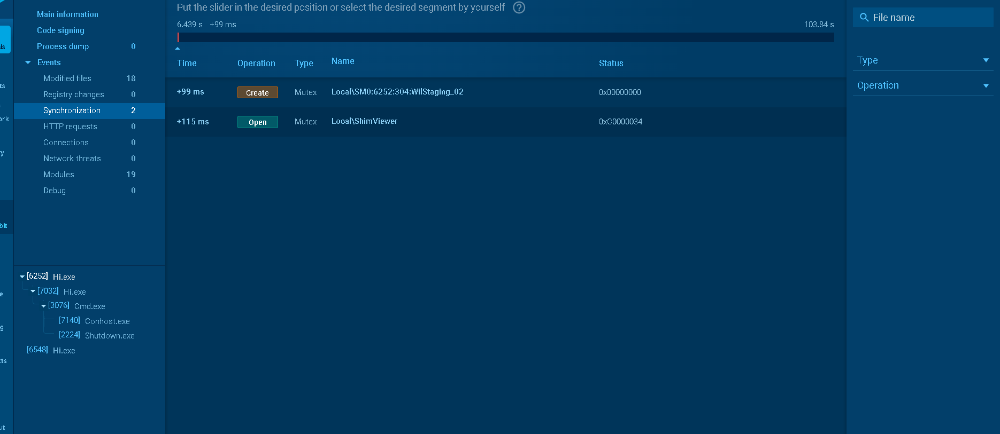 Main information
Code signing
Process dump 0
Events
Modified files 18
Registry changes 0
Synchronization 2
HTTP requests 0
Connections 0
Network threats 0
Modules 19
Debug 0
[6252] Hi.exe
[7032] Hi.exe
[3076] Cmd.exe
[7140] Conhost.exe
[2224] Shutdown.exe
[6548] Hi.exe
Put the slider in the desired position or select the desired segment by yourself ?
6.439 s +99 ms 103.84 s
Time Operation Type Name Status
+99 ms Create Mutex Local\SM0:6252:304:WilStaging_02 0x00000000
+115 ms Open Mutex Local\ShimViewer 0xC0000034
File name
Type
Operation